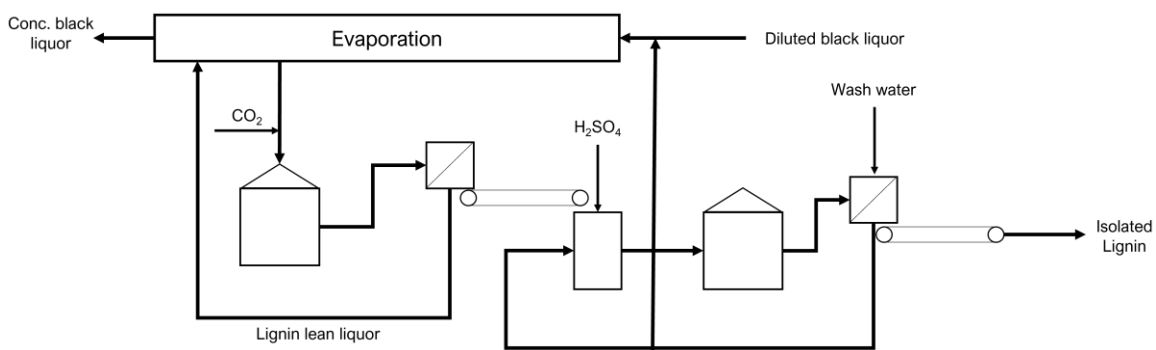 Conc. black
liquor
Evaporation
Diluted black liquor
Wash water
CO₂
H₂SO₄
Isolated
Lignin
Lignin lean liquor